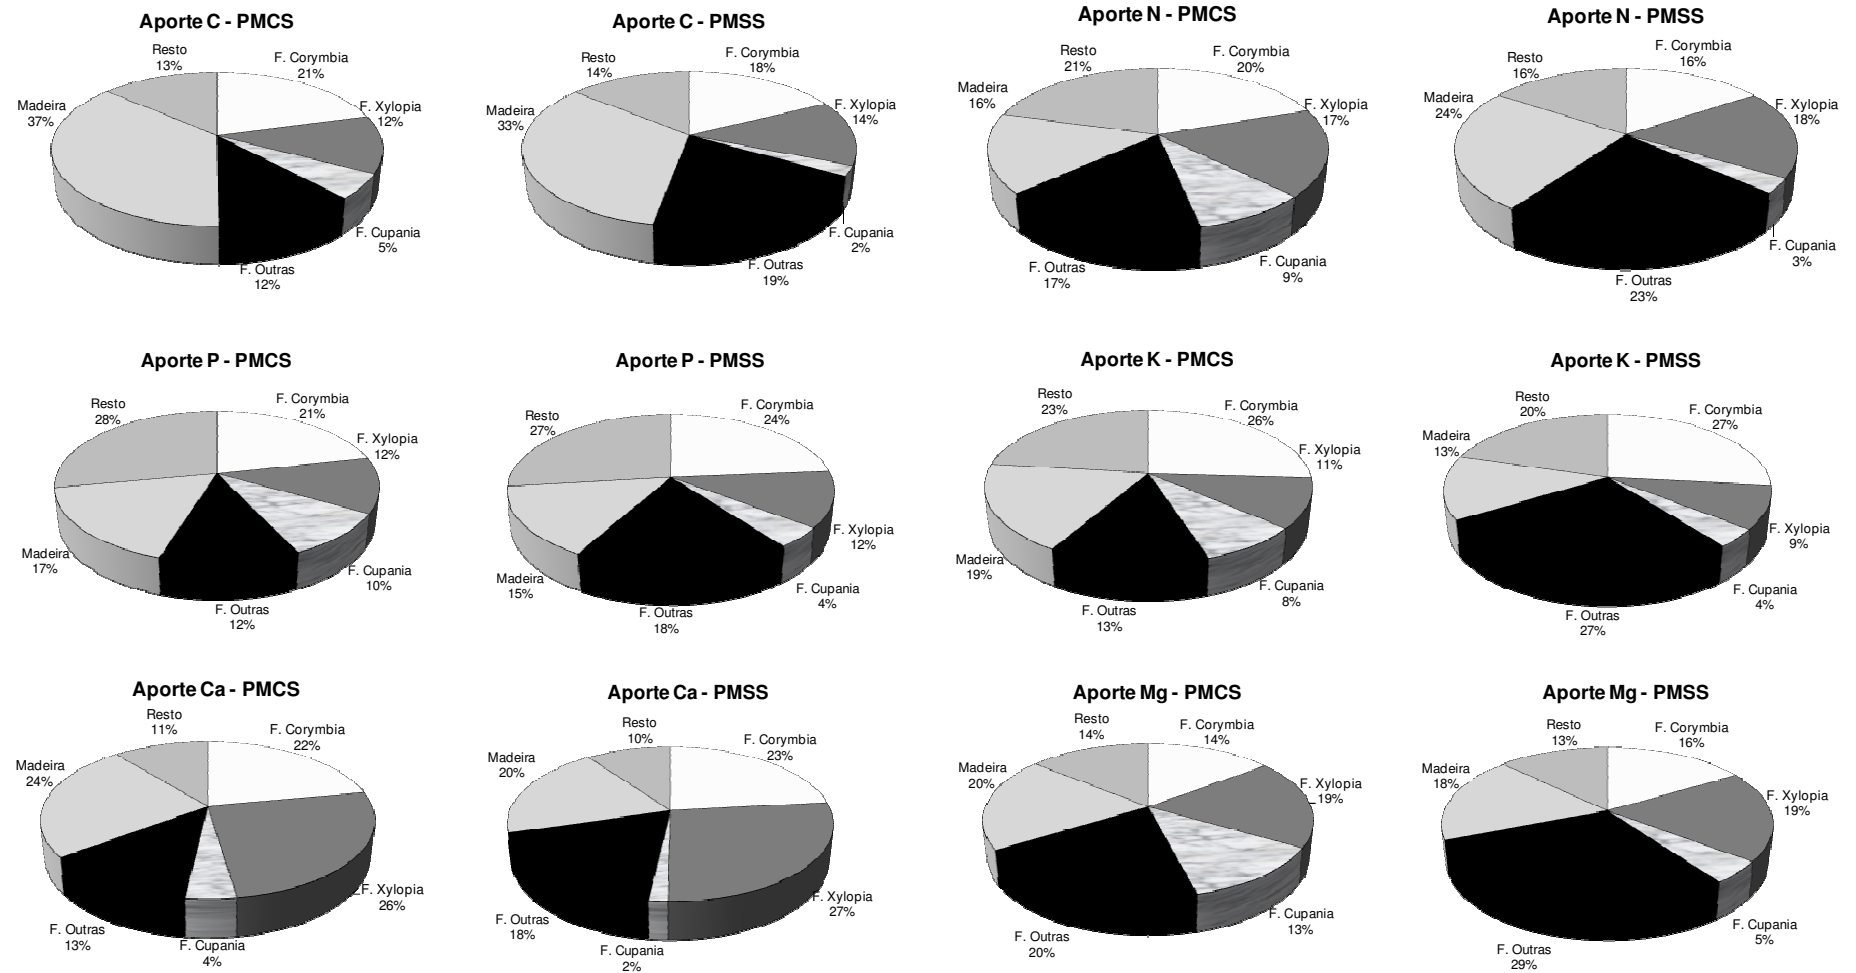 Aporte C - PMCS
Resto
13%
F. Corymbia
21%
F. Xylopia
12%
Madeira
37%
F. Cupania
5%
F. Outras
12%
Aporte C - PMSS
Resto
14%
F. Corymbia
18%
F. Xylopia
14%
Madeira
33%
F. Cupania
2%
F. Outras
19%
Aporte N - PMCS
Resto
21%
F. Corymbia
20%
Madeira
16%
F. Xylopia
17%
F. Cupania
9%
F. Outras
17%
Aporte N - PMSS
Resto
16%
F. Corymbia
16%
Madeira
24%
F. Xylopia
18%
F. Cupania
3%
F. Outras
23%
Aporte P - PMCS
Resto
28%
F. Corymbia
21%
F. Xylopia
12%
Madeira
17%
F. Cupania
10%
F. Outras
12%
Aporte P - PMSS
Resto
27%
F. Corymbia
24%
F. Xylopia
12%
Madeira
15%
F. Cupania
4%
F. Outras
18%
Aporte K - PMCS
Resto
23%
F. Corymbia
26%
F. Xylopia
11%
Madeira
19%
F. Cupania
8%
F. Outras
13%
Aporte K - PMSS
Resto
20%
F. Corymbia
27%
Madeira
13%
F. Xylopia
9%
F. Cupania
4%
F. Outras
27%
Aporte Ca - PMCS
Resto
11%
F. Corymbia
22%
Madeira
24%
F. Xylopia
26%
F. Outras
13%
F. Cupania
4%
Aporte Ca - PMSS
Resto
10%
F. Corymbia
23%
Madeira
20%
F. Xylopia
27%
F. Outras
18%
F. Cupania
2%
Aporte Mg - PMCS
Resto
14%
F. Corymbia
14%
Madeira
20%
F. Xylopia
19%
F. Cupania
13%
F. Outras
20%
Aporte Mg - PMSS
Resto
13%
F. Corymbia
16%
Madeira
18%
F. Xylopia
19%
F. Cupania
5%
F. Outras
29%